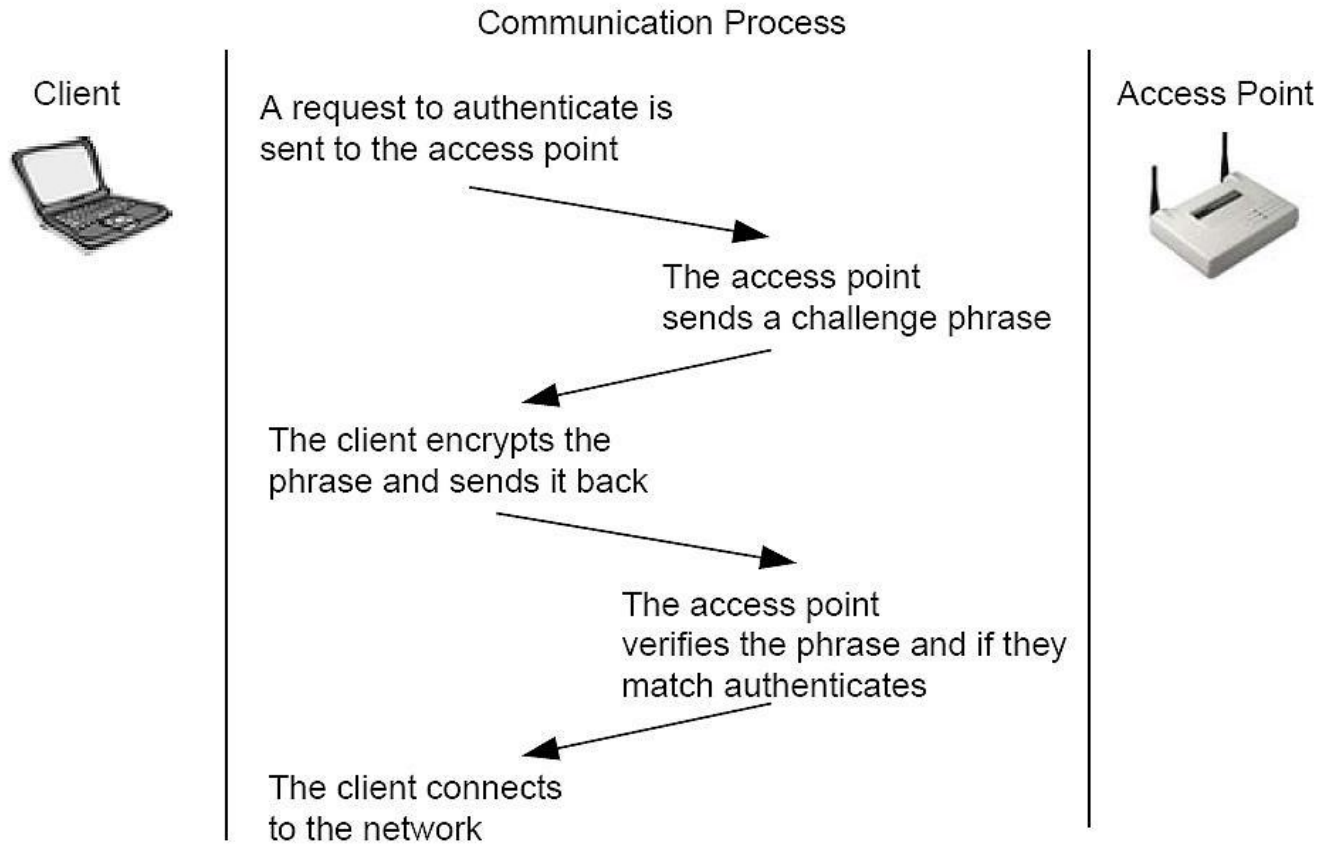 Communication Process
Client
Access Point
A request to authenticate is
sent to the access point
The access point
sends a challenge phrase
The client encrypts the
phrase and sends it back
The access point
verifies the phrase and if they
match authenticates
The client connects
to the network